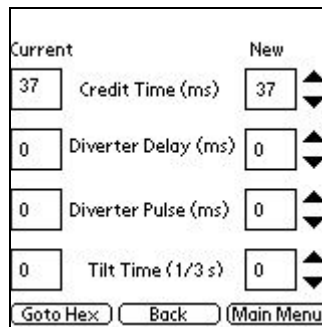 Current New
37 Credit Time (ms) 37
0 Diverter Delay (ms) 0
0 Diverter Pulse (ms) 0
0 Tilt Time (1/3 s) 0
Goto Hex Back Main Menu